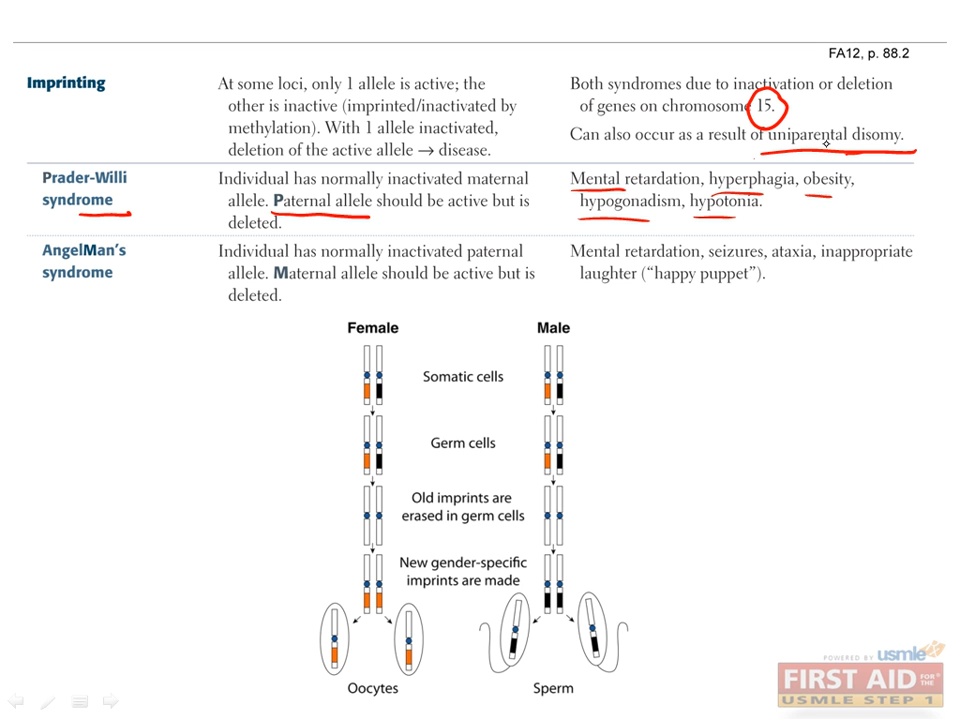 FA12, p. 88.2
Imprinting
At some loci, only 1 allele is active; the
other is inactive (imprinted/inactivated by
methylation). With 1 allele inactivated,
deletion of the active allele → disease.
Both syndromes due to inactivation or deletion
of genes on chromosome 15.
Can also occur as a result of uniparental disomy.
Prader-Willi
syndrome
Individual has normally inactivated maternal
allele. Paternal allele should be active but is
deleted.
Mental retardation, hyperphagia, obesity,
hypogonadism, hypotonia.
AngelMan's
syndrome
Individual has normally inactivated paternal
allele. Maternal allele should be active but is
deleted.
Mental retardation, seizures, ataxia, inappropriate
laughter ("happy puppet").
Female
Male
Somatic cells
Germ cells
Old imprints are
erased in germ cells
New gender-specific
imprints are made
Oocytes
Sperm
POWERED BY usmle
FIRST AID FOR THE
USMLE STEP 1